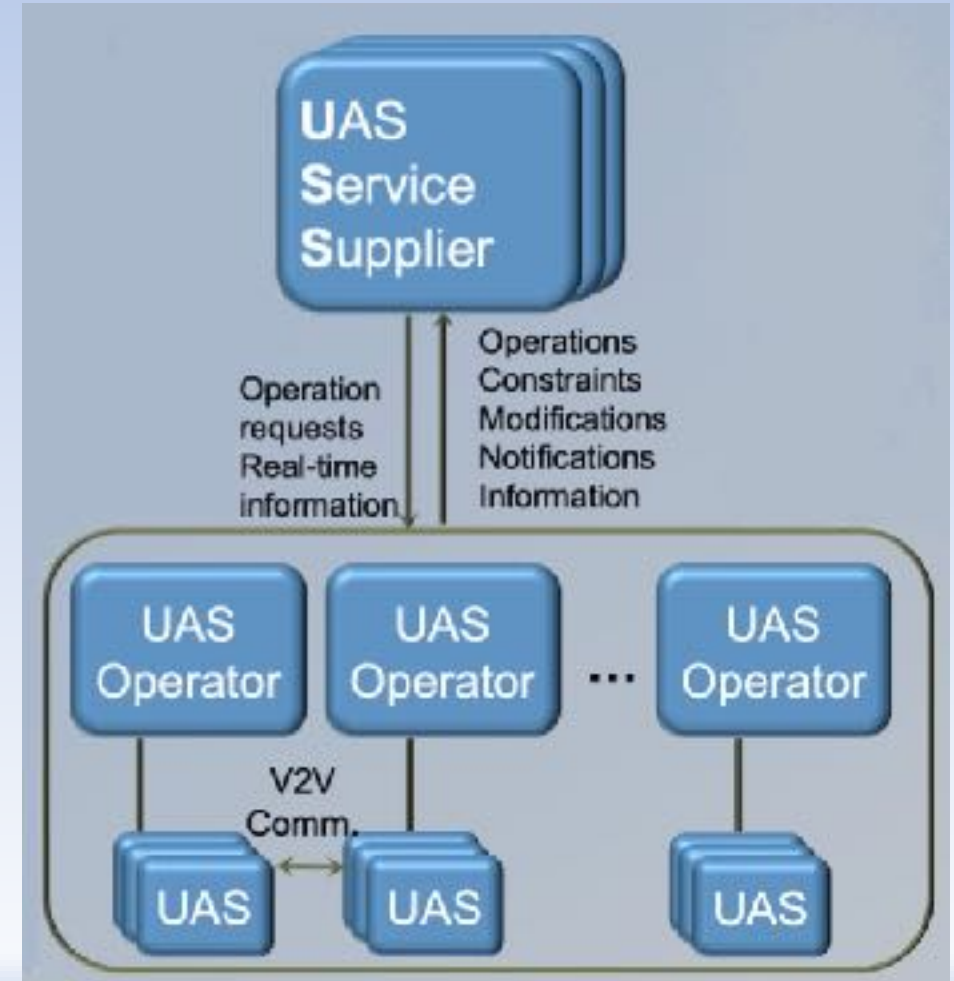 UAS
Service
Supplier
Operation
requests
Real-time
information
Operations
Constraints
Modifications
Notifications
Information
UAS
Operator
UAS
Operator
...
UAS
Operator
V2V
Comm.
UAS
UAS
UAS